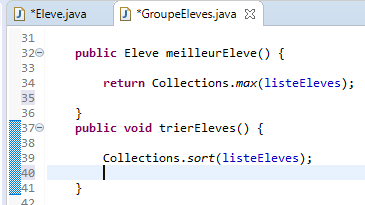 *Eleve.java *GroupeEleves.java
31
32 public Eleve meilleurEleve() {
33
34 return Collections.max(listeEleves);
35
36 }
37 public void trierEleves() {
38
39 Collections.sort(listeEleves);
40
41 }
42